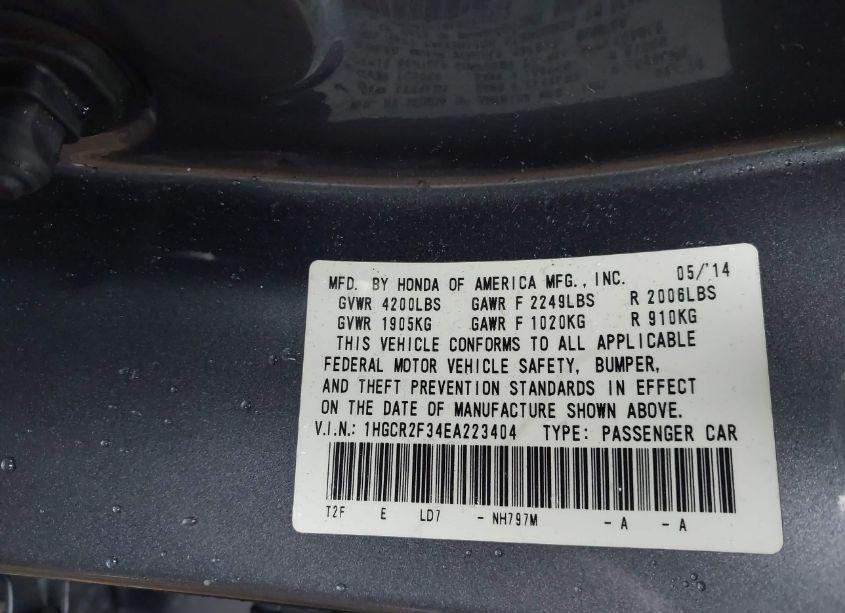 MFD. BY HONDA OF AMERICA MFG., INC. 05/'14
GVWR 4200LBS GAWR F 2249LBS R 2006LBS
GVWR 1905KG GAWR F 1020KG R 910KG
THIS VEHICLE CONFORMS TO ALL APPLICABLE
FEDERAL MOTOR VEHICLE SAFETY, BUMPER,
AND THEFT PREVENTION STANDARDS IN EFFECT
ON THE DATE OF MANUFACTURE SHOWN ABOVE.
V.I.N.: 1HGCR2F34EA223404 TYPE: PASSENGER CAR
T2F E LD7 - NH797M - A - A